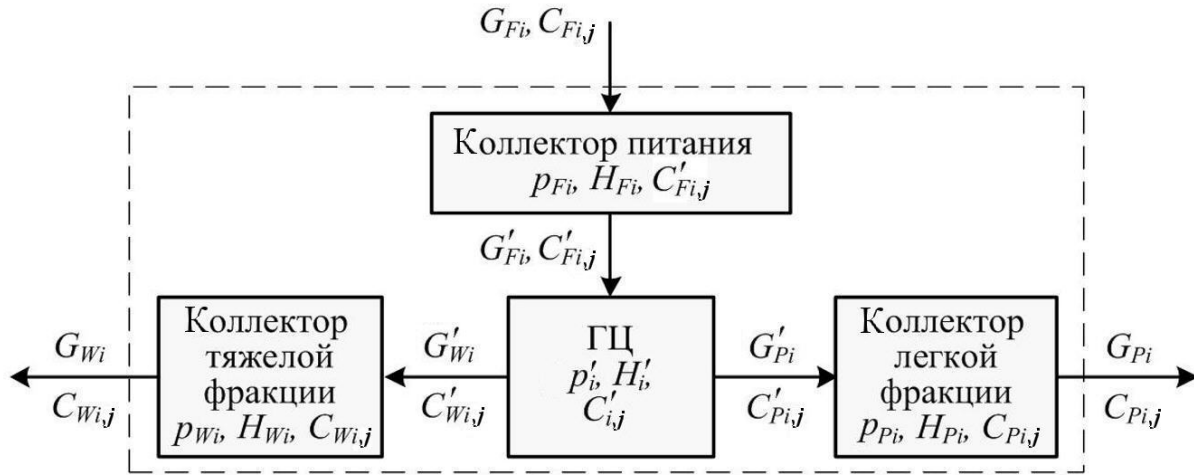 G_{Fi}, C_{Fi,j}
Коллектор питания
p_{Fi}, H_{Fi}, C'_{Fi,j}
G'_{Fi}, C'_{Fi,j}
Коллектор
тяжелой
фракции
p_{Wi}, H_{Wi}, C_{Wi,j}
G_{Wi}
C_{Wi,j}
G'_{Wi}
C'_{Wi,j}
ГЦ
p'_i, H'_i,
C'_{i,j}
G'_{Pi}
C'_{Pi,j}
Коллектор
легкой
фракции
p_{Pi}, H_{Pi}, C_{Pi,j}
G_{Pi}
C_{Pi,j}